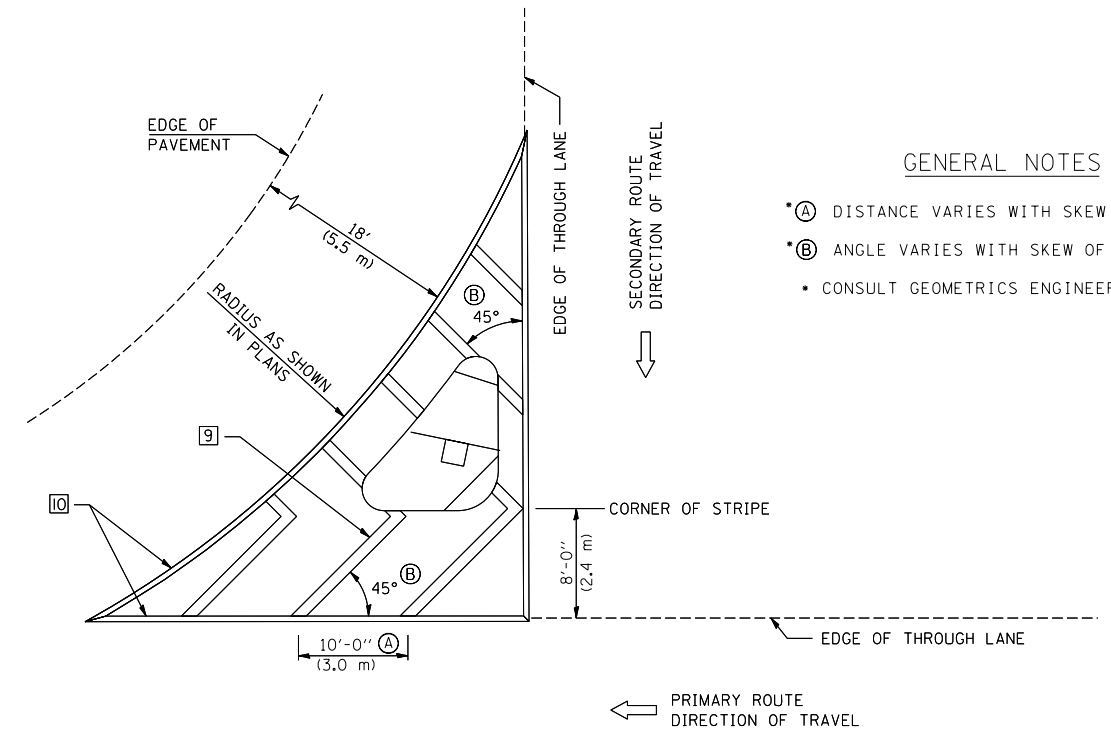 EDGE OF
PAVEMENT
18'
(5.5 m)
RADIUS AS SHOWN
IN PLANS
B
45°
EDGE OF THROUGH LANE
SECONDARY ROUTE
DIRECTION OF TRAVEL
GENERAL NOTES
*A DISTANCE VARIES WITH SKEW
*B ANGLE VARIES WITH SKEW OF
* CONSULT GEOMETRICS ENGINEER
9
10
CORNER OF STRIPE
8'-0''
(2.4 m)
45° B
10'-0'' A
(3.0 m)
EDGE OF THROUGH LANE
PRIMARY ROUTE
DIRECTION OF TRAVEL